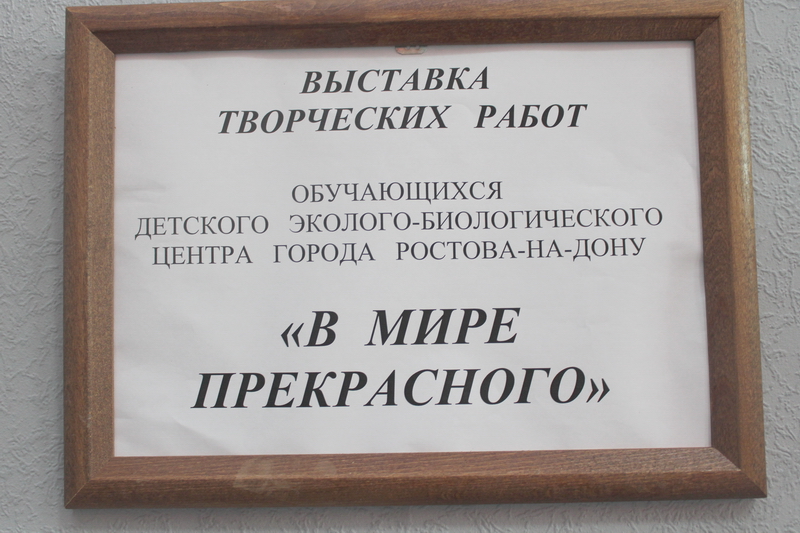 ВЫСТАВКА
ТВОРЧЕСКИХ РАБОТ
ОБУЧАЮЩИХСЯ
ДЕТСКОГО ЭКОЛОГО-БИОЛОГИЧЕСКОГО
ЦЕНТРА ГОРОДА РОСТОВА-НА-ДОНУ
«В МИРЕ
ПРЕКРАСНОГО»